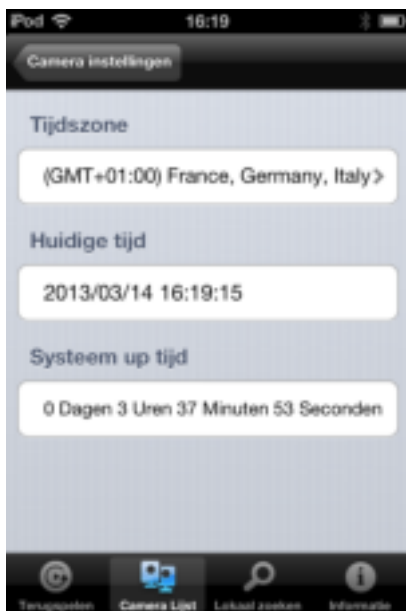 iPod 16:19
Camera instellingen
Tijdszone
(GMT+01:00) France, Germany, Italy
Huidige tijd
2013/03/14 16:19:15
Systeem up tijd
0 Dagen 3 Uren 37 Minuten 53 Seconden
Terugspelen Camera Lijst Lokaal zoeken Informatie